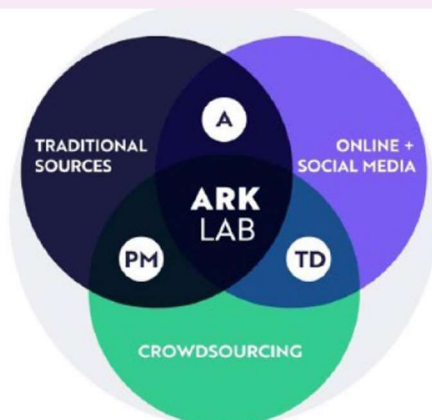 A
TRADITIONAL
SOURCES
ONLINE +
SOCIAL MEDIA
ARK
LAB
PM
TD
CROWDSOURCING